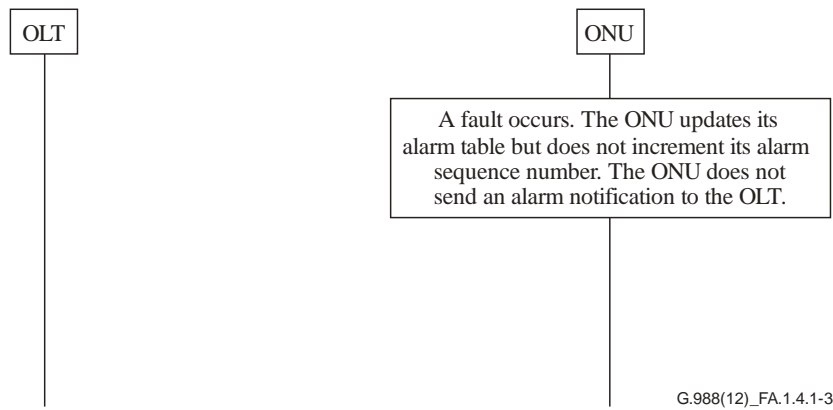 OLT
ONU
A fault occurs. The ONU updates its
alarm table but does not increment its alarm
sequence number. The ONU does not
send an alarm notification to the OLT.
G.988(12)_FA.1.4.1-3